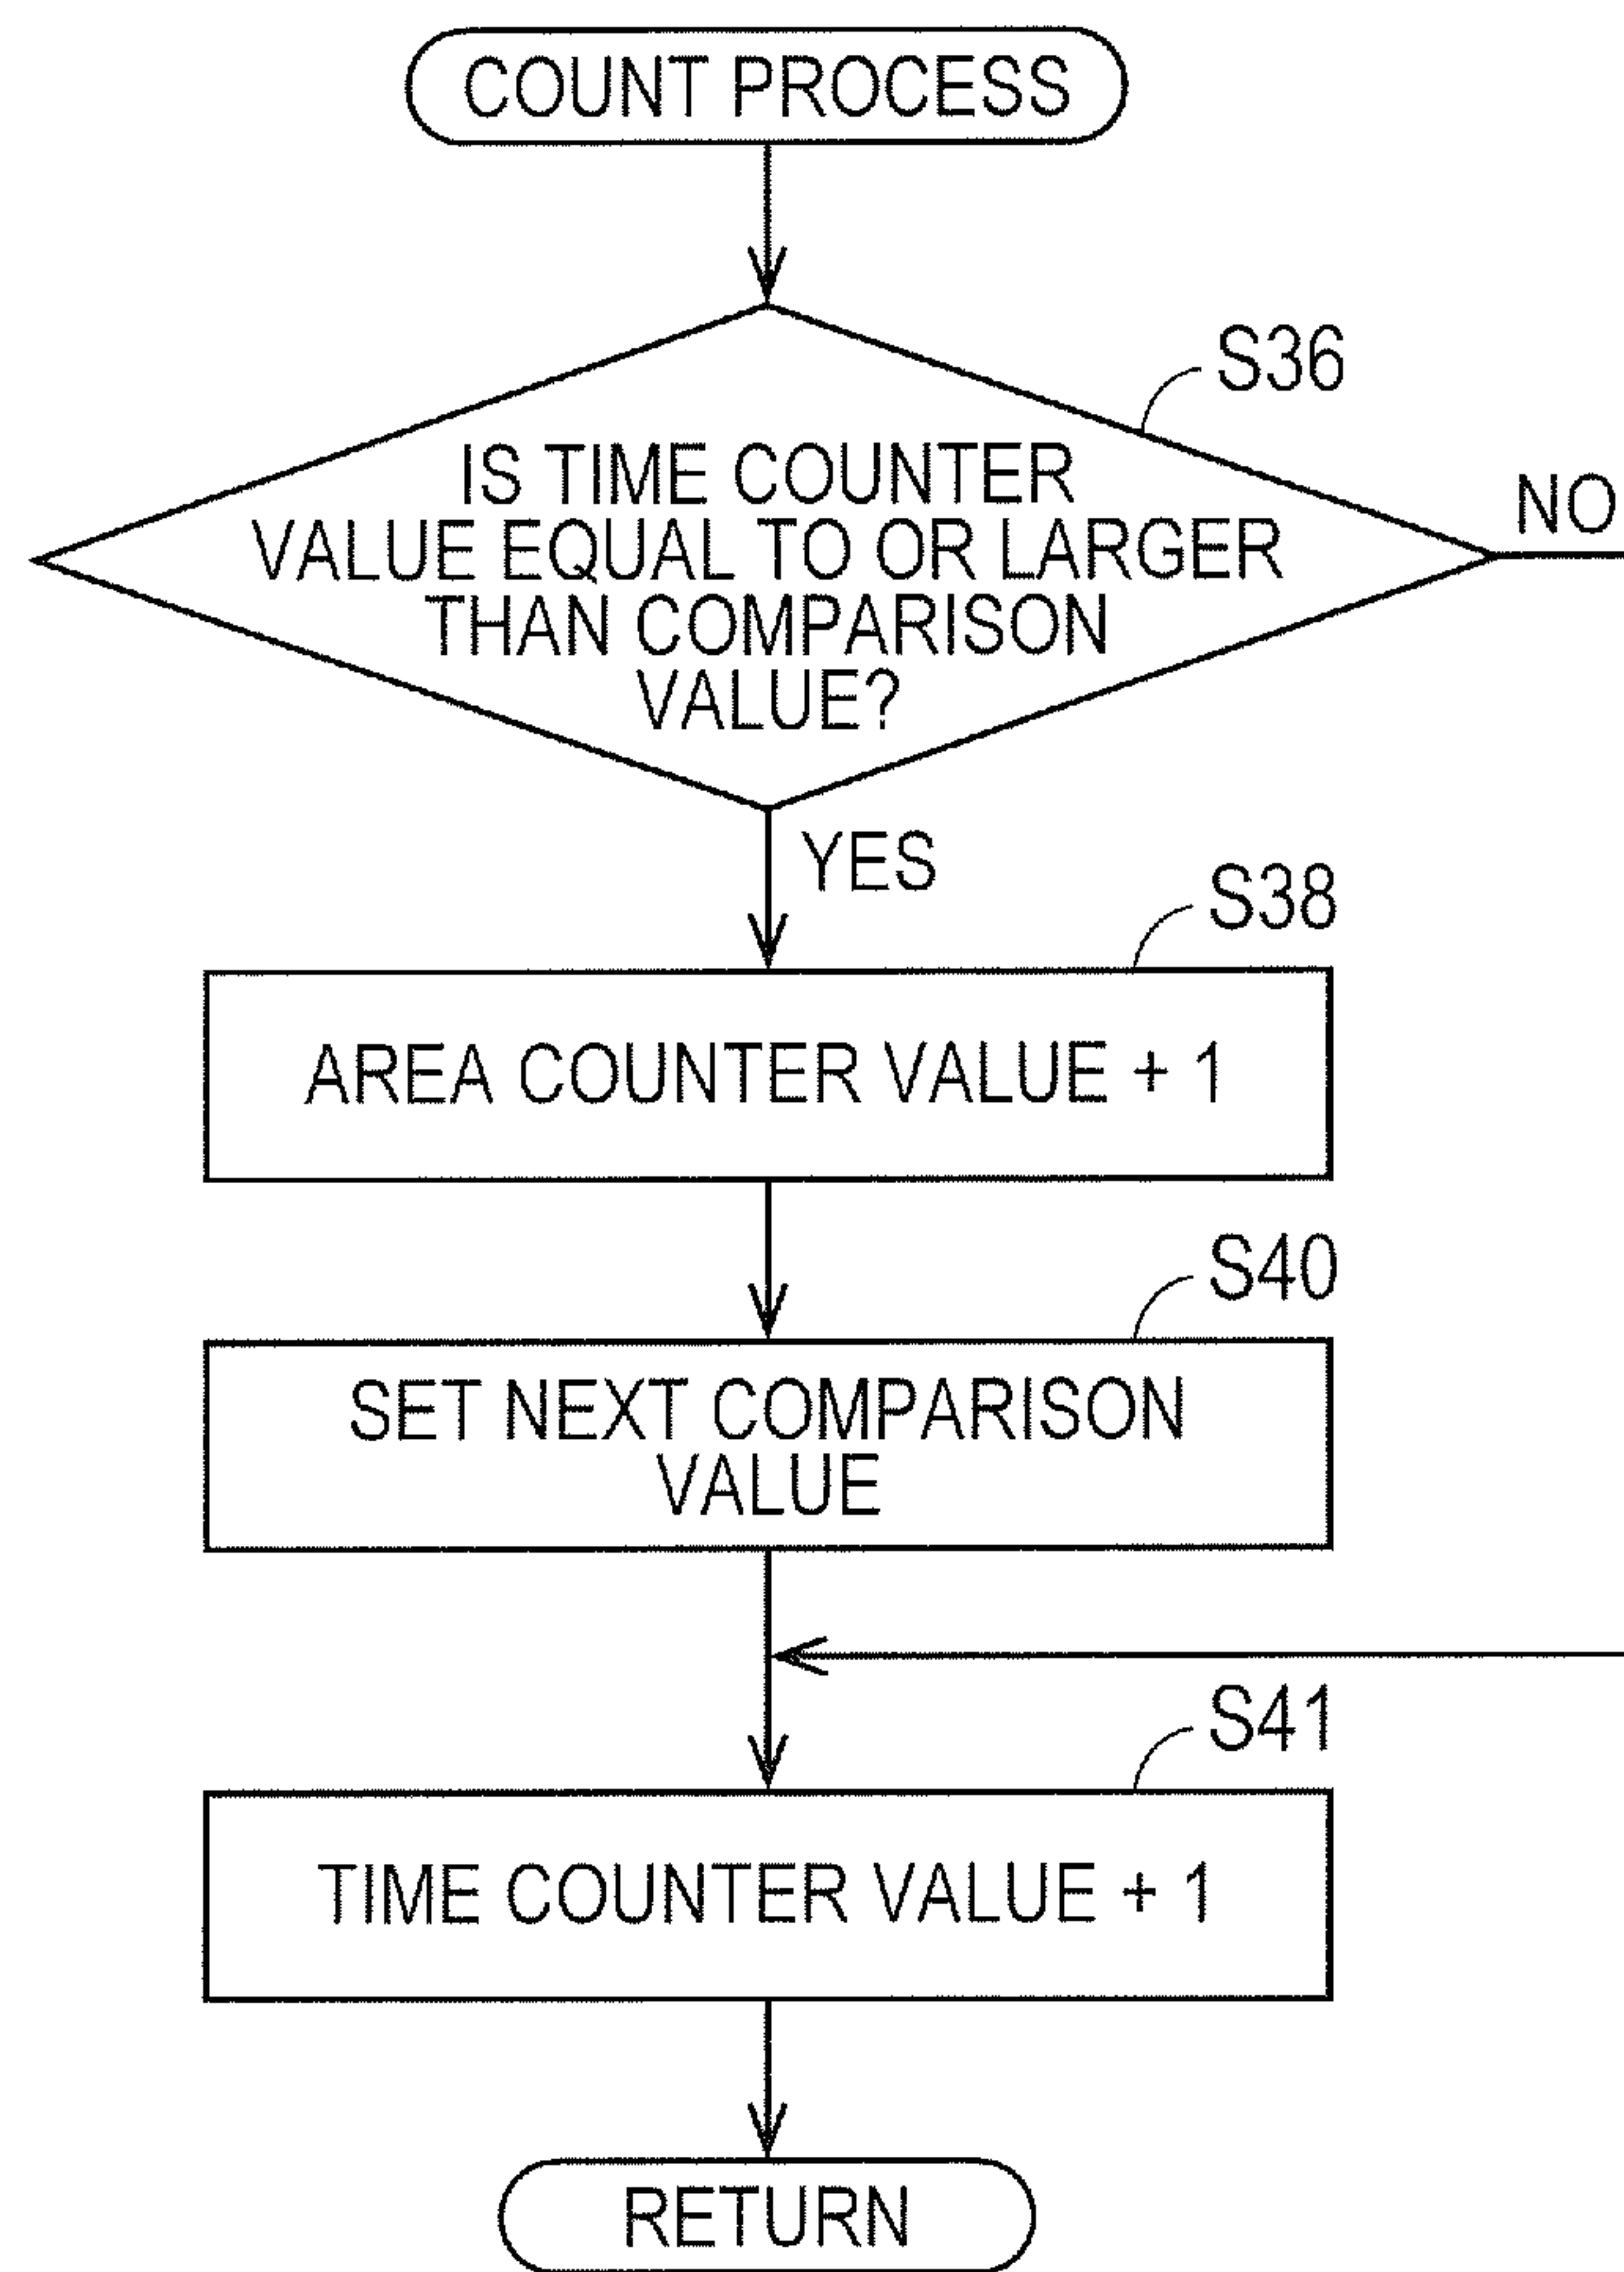 COUNT PROCESS
S36
IS TIME COUNTER
VALUE EQUAL TO OR LARGER
THAN COMPARISON
VALUE?
NO
YES
S38
AREA COUNTER VALUE + 1
S40
SET NEXT COMPARISON
VALUE
S41
TIME COUNTER VALUE + 1
RETURN